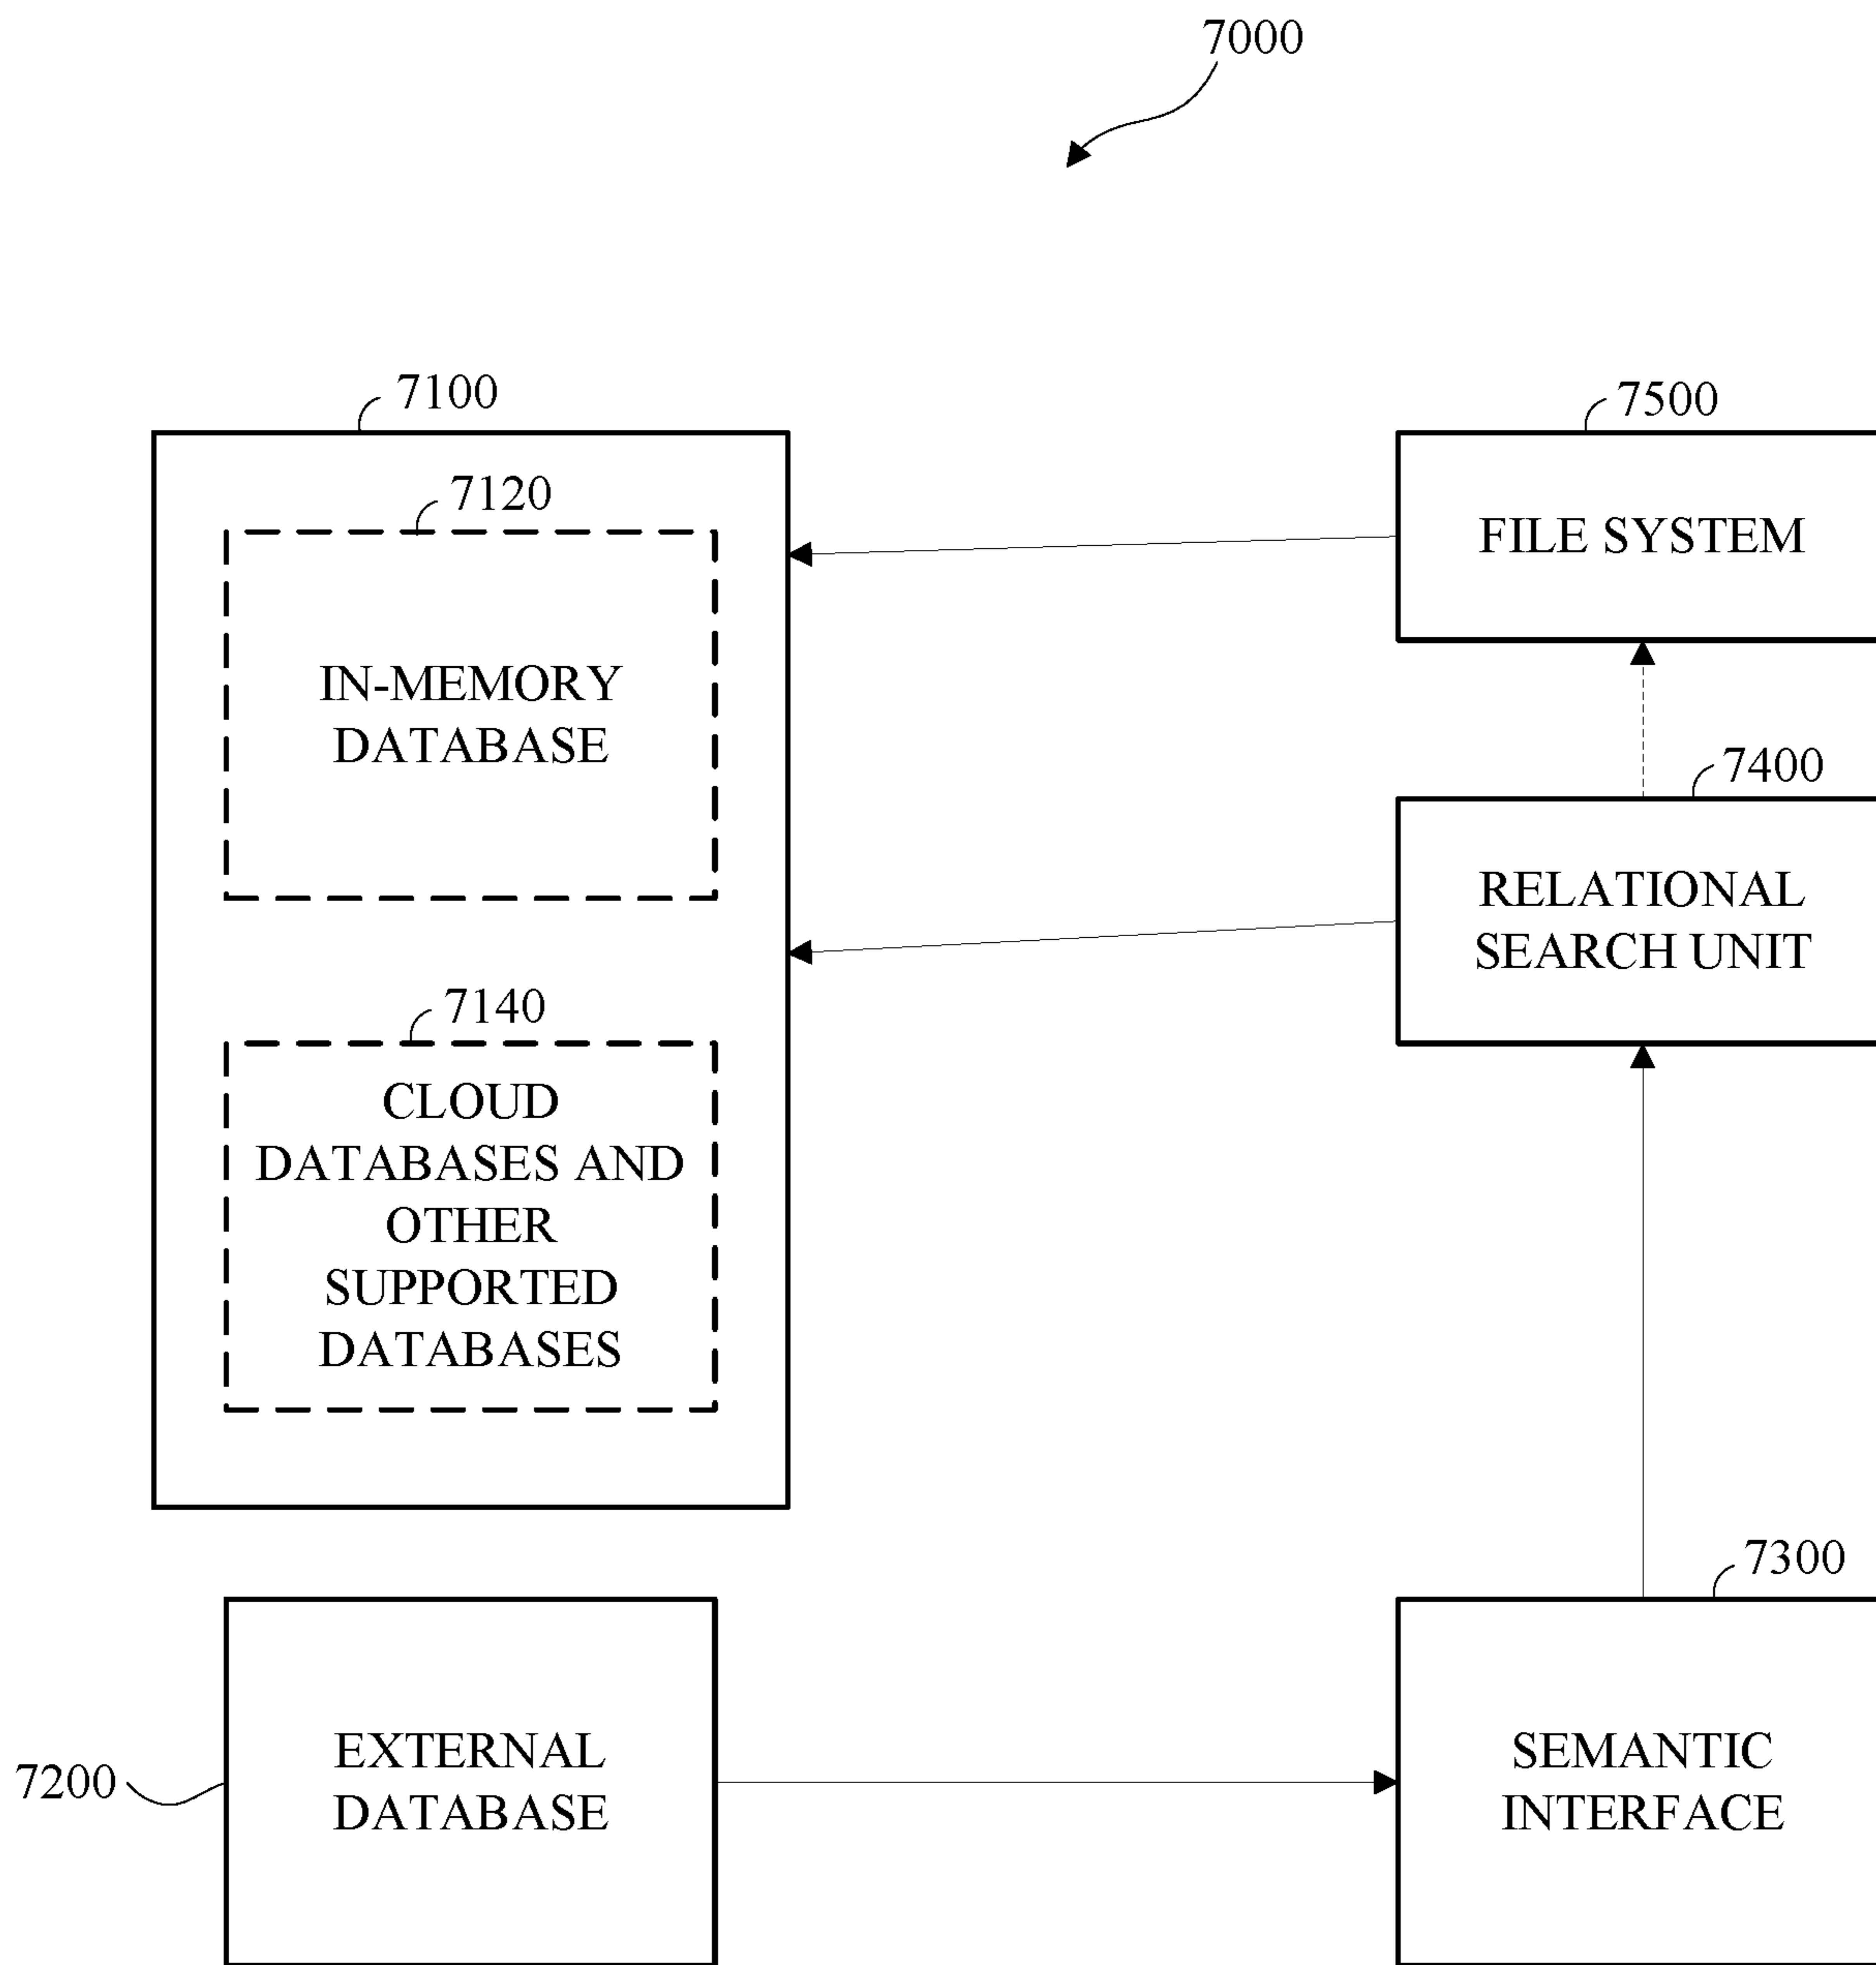 7000
7100
7500
7120
FILE SYSTEM
IN-MEMORY
DATABASE
7400
RELATIONAL
SEARCH UNIT
7140
CLOUD
DATABASES AND
OTHER
SUPPORTED
DATABASES
7300
7200
EXTERNAL
DATABASE
SEMANTIC
INTERFACE